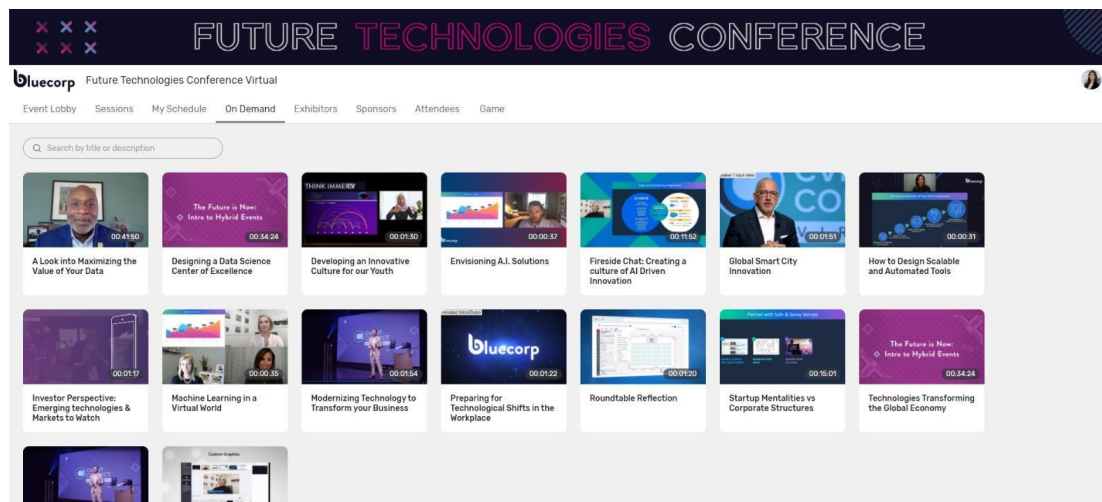 FUTURE TECHNOLOGIES CONFERENCE
bluecorp Future Technologies Conference Virtual
Event Lobby Sessions My Schedule On Demand Exhibitors Sponsors Attendees Game
Search by title or description
00:41:50
The Future is Now:
Intro to Hybrid Events
00:34:24
THINK IMMER
00:01:30
00:00:37
00:11:52
00:01:51
Bluecorp
00:00:31
A Look into Maximizing the
Value of Your Data
Designing a Data Science
Center of Excellence
Developing an Innovative
Culture for our Youth
Envisioning A.I. Solutions
Fireside Chat: Creating a
culture of AI Driven
Innovation
Global Smart City
Innovation
How to Design Scalable
and Automated Tools
00:01:17
00:00:35
00:01:54
bluecorp
00:01:22
00:01:20
Partner with Safe & Savvy Venues
00:15:01
The Future is Now:
Intro to Hybrid Events
00:34:24
Investor Perspective:
Emerging technologies &
Markets to Watch
Machine Learning in a
Virtual World
Modernizing Technology to
Transform your Business
Preparing for
Technological Shifts in the
Workplace
Roundtable Reflection
Startup Mentalities vs
Corporate Structures
Technologies Transforming
the Global Economy
Custom Graphics